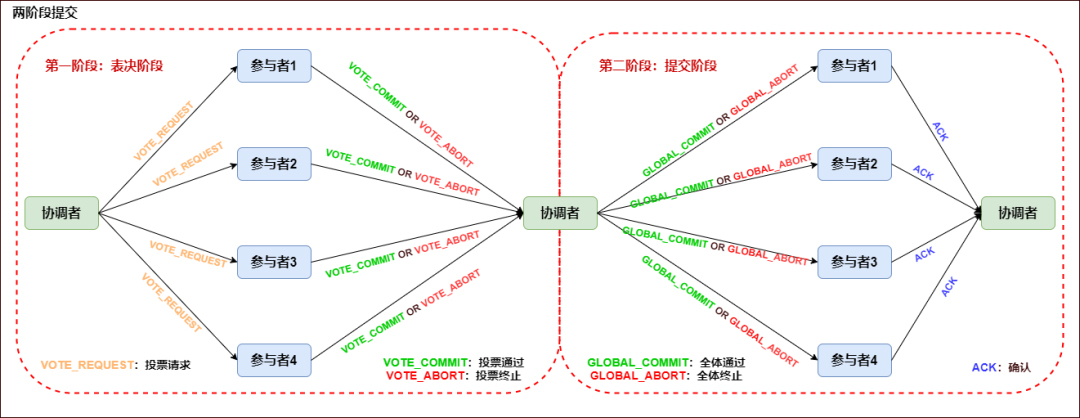 两阶段提交
第一阶段：表决阶段
参与者1
VOTE_REQUEST
VOTE_COMMIT OR VOTE_ABORT
参与者2
VOTE_REQUEST
VOTE_COMMIT OR VOTE_ABORT
协调者
参与者3
VOTE_REQUEST
VOTE_COMMIT OR VOTE_ABORT
参与者4
VOTE_REQUEST
VOTE_COMMIT OR VOTE_ABORT
VOTE_REQUEST：投票请求
VOTE_COMMIT：投票通过
VOTE_ABORT：投票终止
协调者
第二阶段：提交阶段
GLOBAL_COMMIT OR GLOBAL_ABORT
参与者1
ACK
GLOBAL_COMMIT OR GLOBAL_ABORT
参与者2
ACK
GLOBAL_COMMIT OR GLOBAL_ABORT
参与者3
ACK
GLOBAL_COMMIT OR GLOBAL_ABORT
参与者4
ACK
协调者
GLOBAL_COMMIT：全体通过
GLOBAL_ABORT：全体终止
ACK：确认